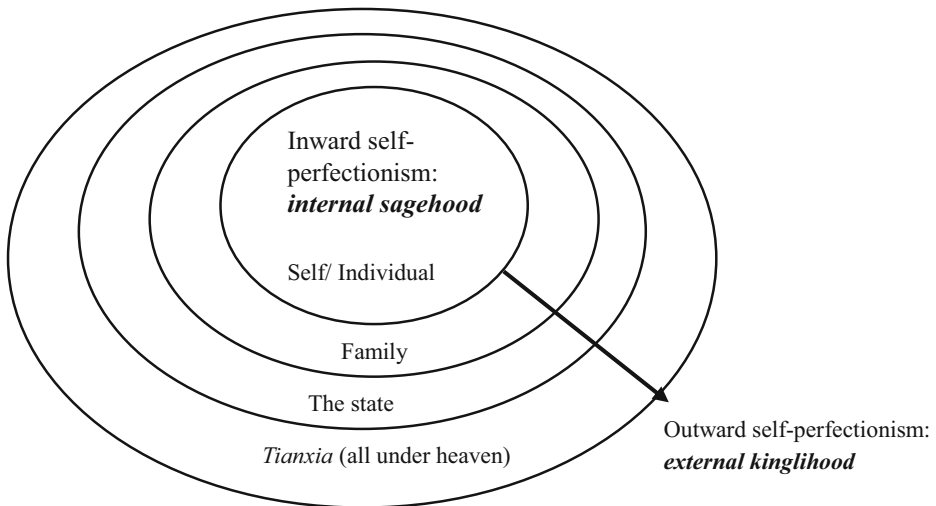 Inward self-
perfectionism:
internal sagehood
Self/ Individual
Family
The state
Tianxia (all under heaven)
Outward self-perfectionism:
external kinglihood